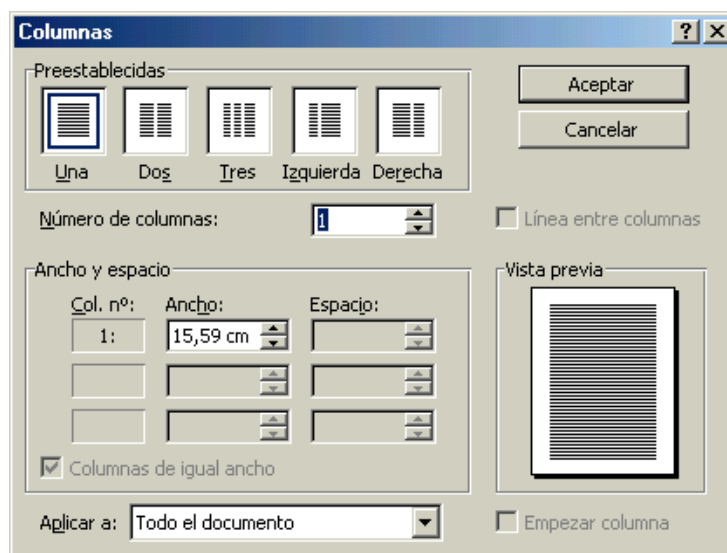 Columnas
Preestablecidas
Una Dos Tres Izquierda Derecha
Aceptar
Cancelar
Número de columnas: 1
Línea entre columnas
Ancho y espacio
Col. nº: Ancho: Espacio:
1: 15,59 cm
Columnas de igual ancho
Vista previa
Aplicar a: Todo el documento
Empezar columna